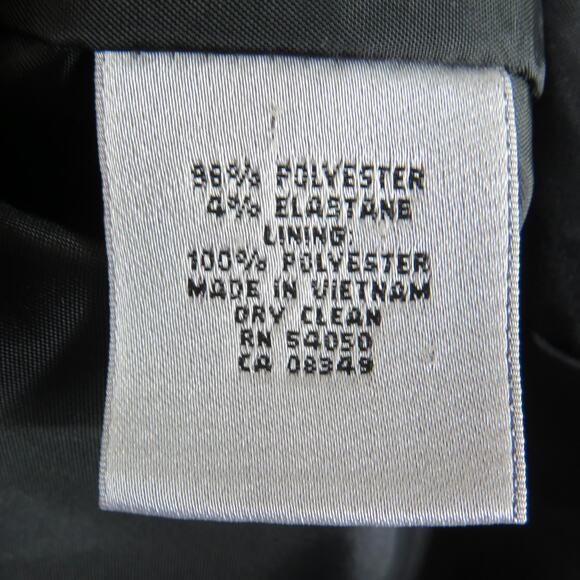 96% POLYESTER
4% ELASTANE
LINING:
100% POLYESTER
MADE IN VIETNAM
DRY CLEAN
RN 54050
CA 08349